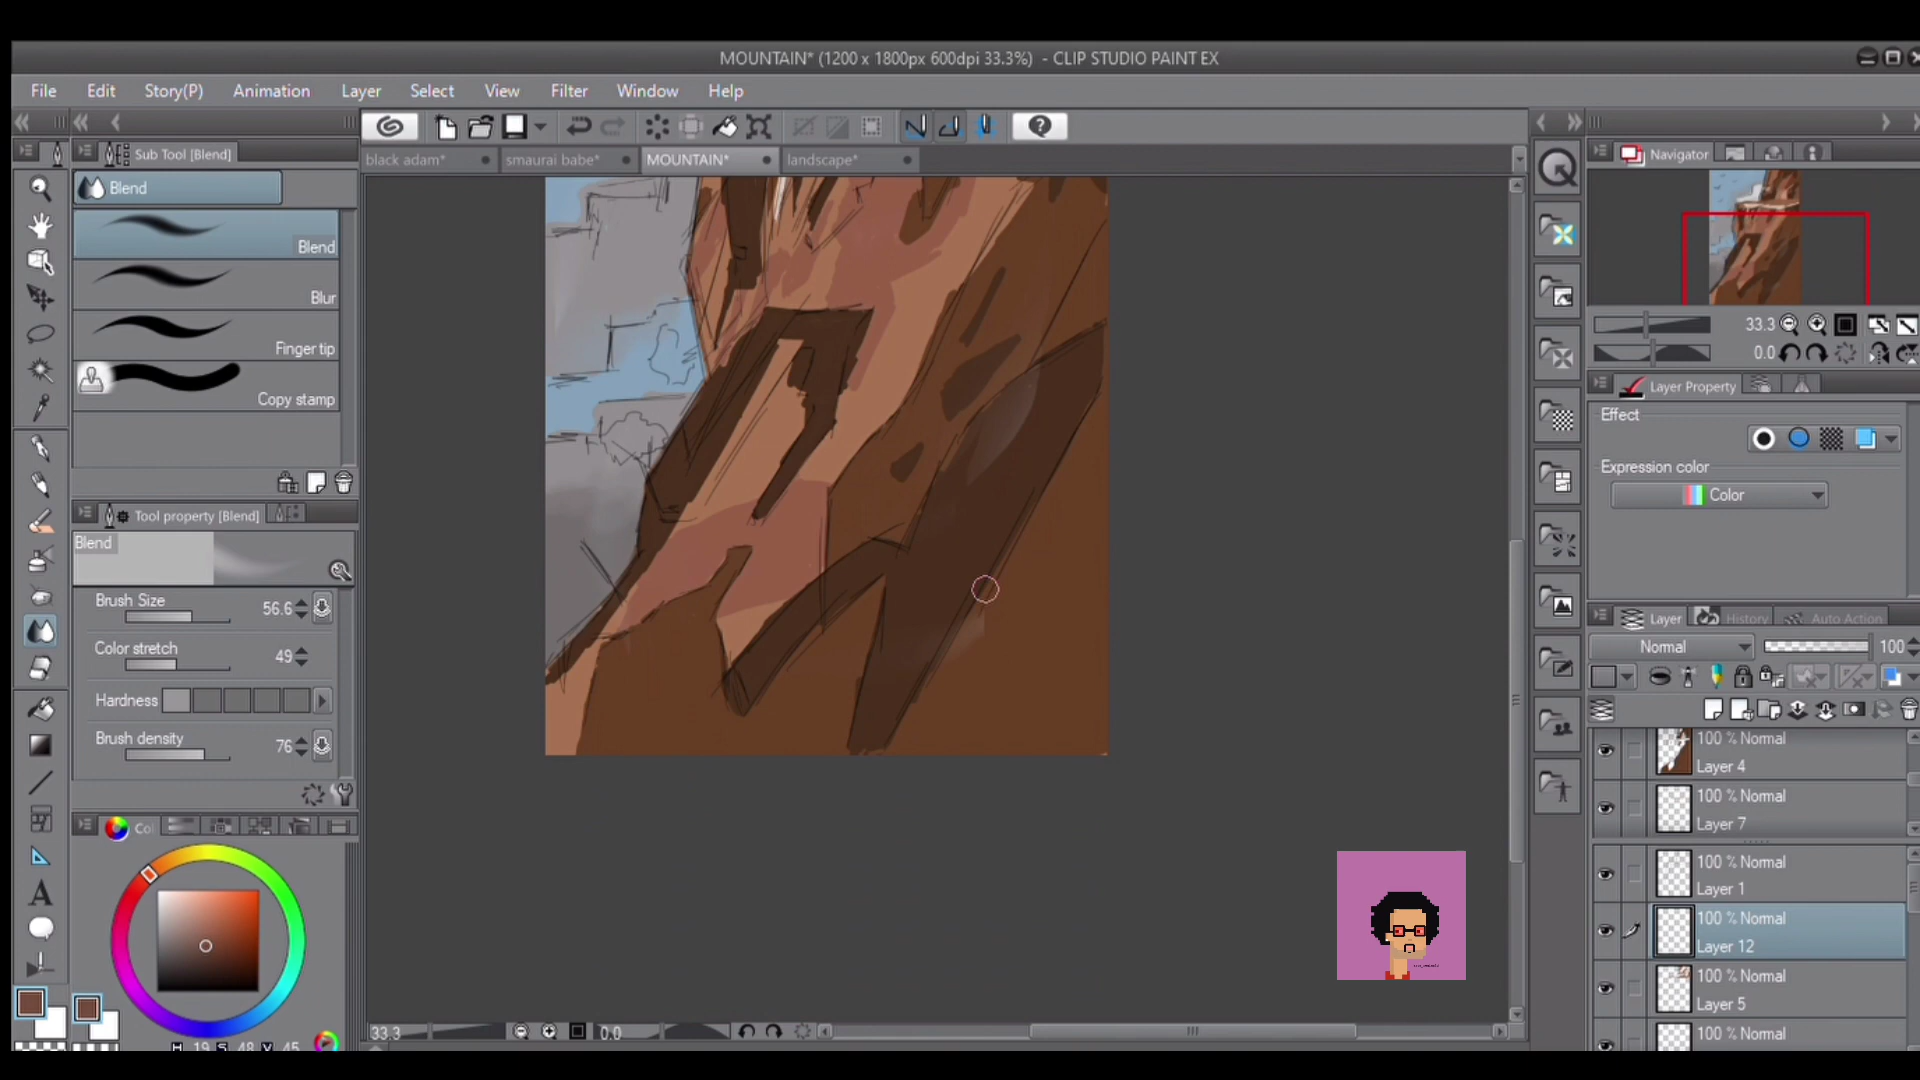 MOUNTAIN* (1200 x 1800px 600dpi 33.3%) - CLIP STUDIO PAINT EX
File Edit Story(P) Animation Layer Select View Filter Window Help
Sub Tool [Blend]
black adam* smaurai babe* MOUNTAIN* landscape*
Navigator
Blend
Blend
Blur
Finger tip
Copy stamp
33.3
0.0
Layer Property
Effect
Expression color
Color
Tool property [Blend]
Blend
Brush Size 56.6
Color stretch 49
Hardness
Brush density 76
Layer History Auto Action
Normal 100
100 % Normal
Layer 4
100 % Normal
Layer 7
100 % Normal
Layer 1
100 % Normal
Layer 12
100 % Normal
Layer 5
100 % Normal
Co
33.3 0.0
H 19 S 48 V 45